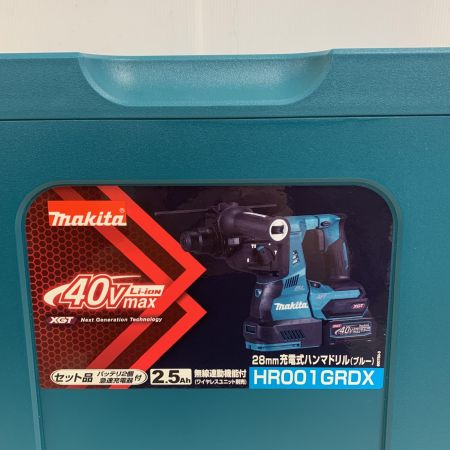 makita
40Vmax Li-ion
XGT Next Generation Technology
makita
28mm充電式ハンマドリル(ブルー)
セット品 バッテリ2個 急速充電器 付 2.5Ah 無線連動機能付 (ワイヤレスユニット別売)
HR001GRDX